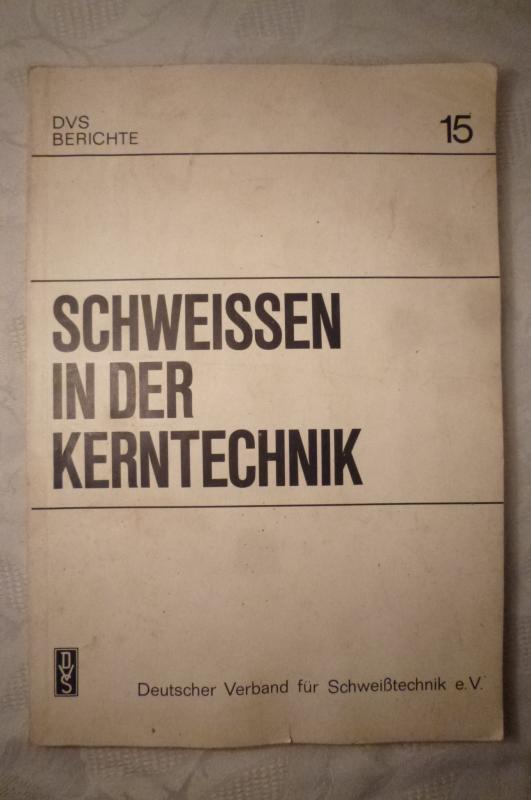 DVS
BERICHTE
15
SCHWEISSEN
IN DER
KERNTECHNIK
DVS
Deutscher Verband für Schweißtechnik e.V.